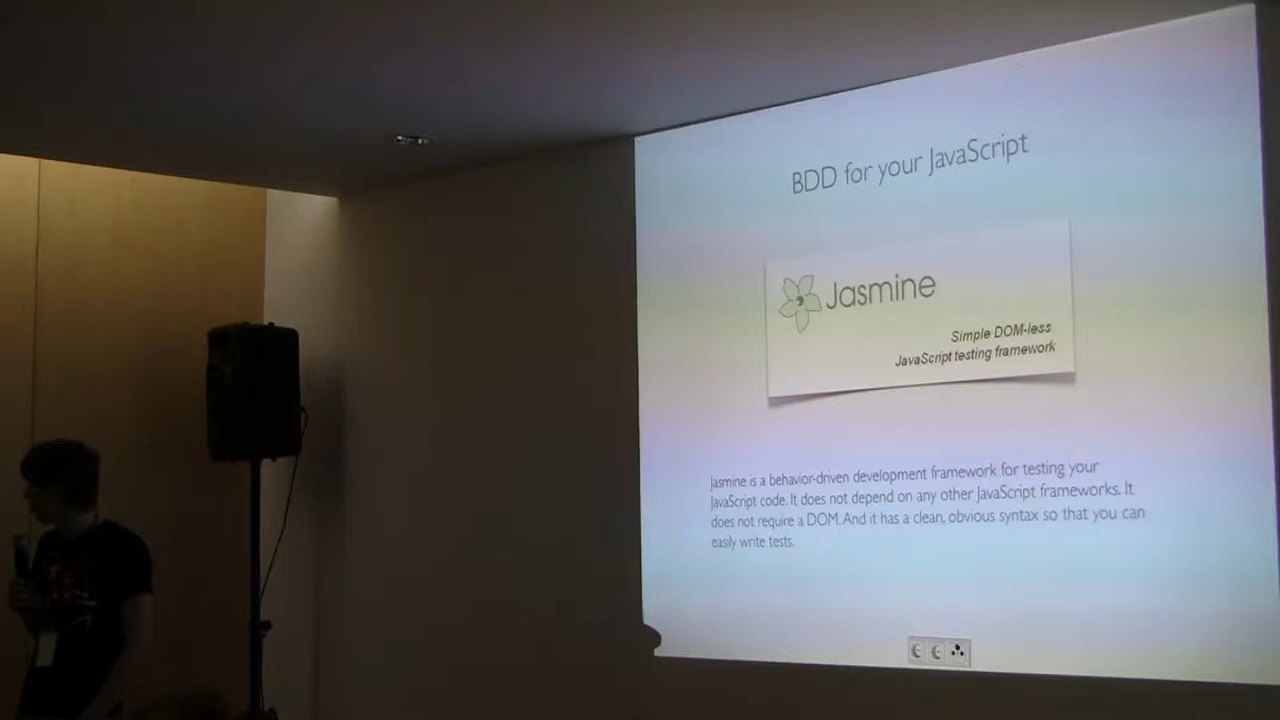 BDD for your JavaScript
Jasmine
Simple DOM-less
JavaScript testing framework
Jasmine is a behavior-driven development framework for testing your
JavaScript code. It does not depend on any other JavaScript frameworks. It
does not require a DOM. And it has a clean, obvious syntax so that you can
easily write tests.